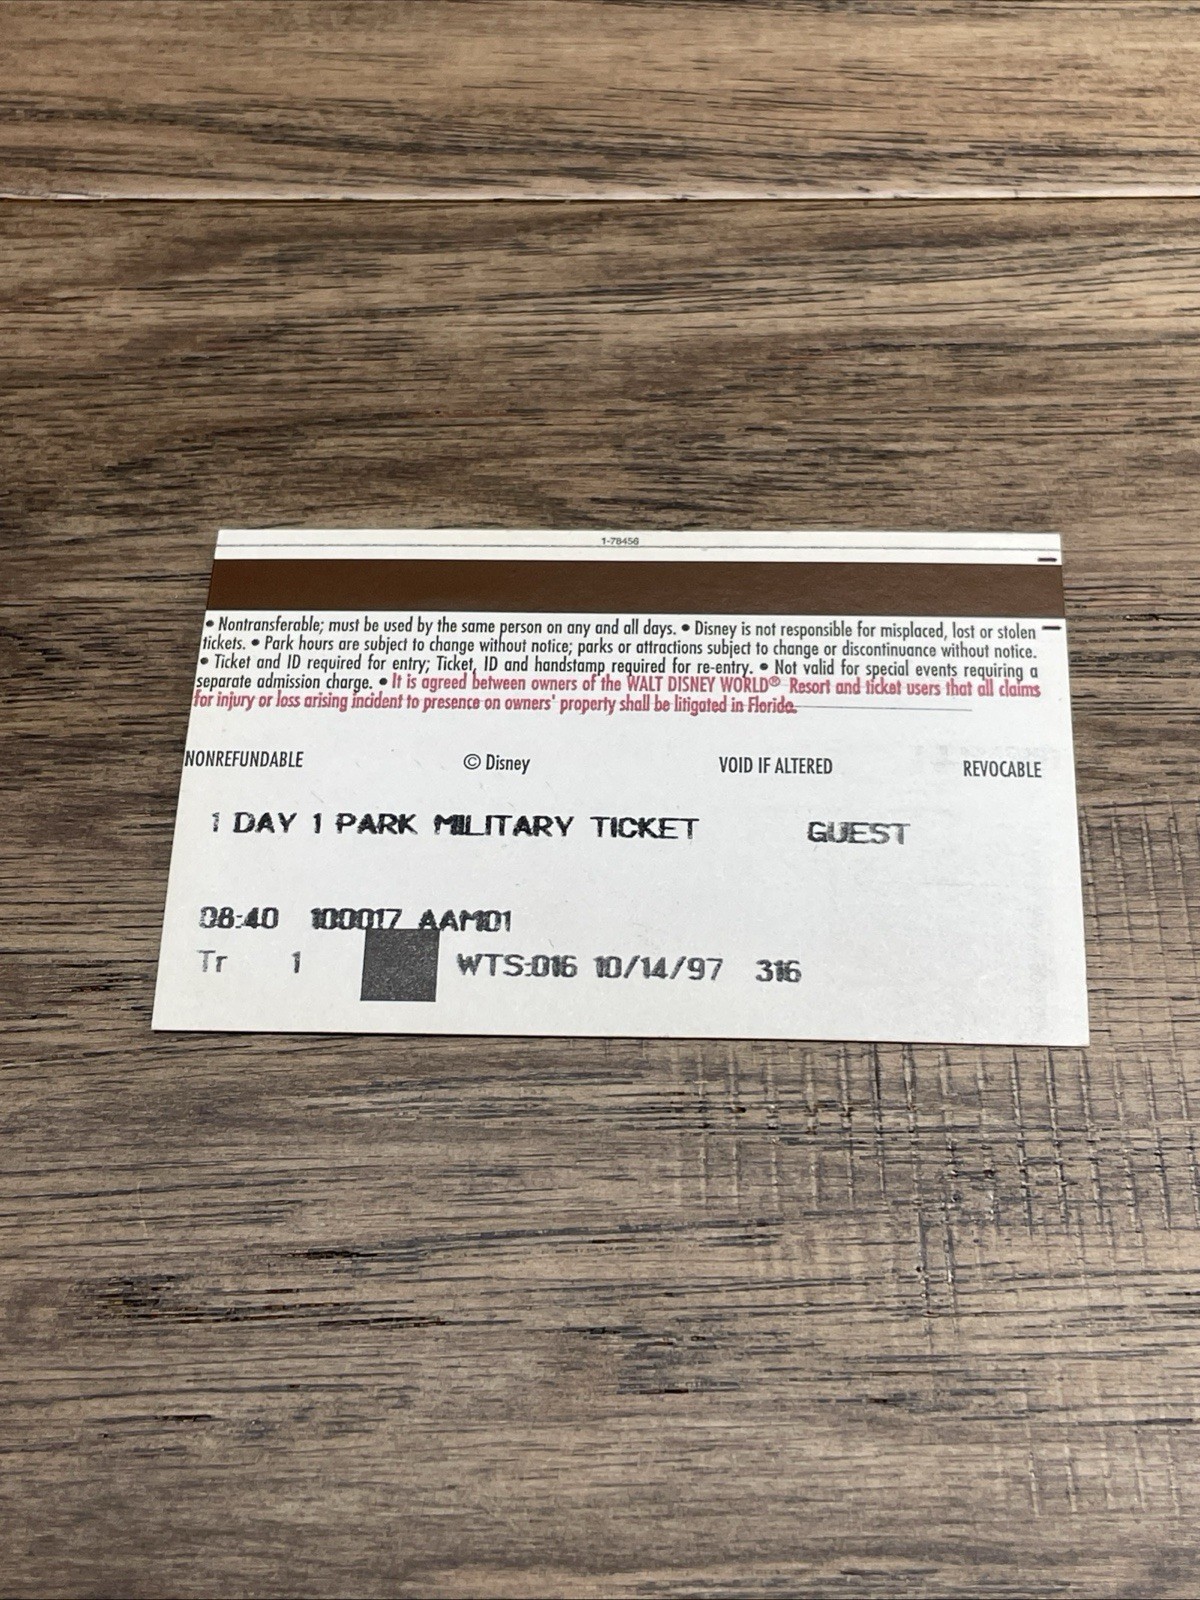 1-78456
• Nontransferable; must be used by the same person on any and all days. • Disney is not responsible for misplaced, lost or stolen
tickets. • Park hours are subject to change without notice; parks or attractions subject to change or discontinuance without notice.
• Ticket and ID required for entry; Ticket, ID and handstamp required for re-entry. • Not valid for special events requiring a
separate admission charge. • It is agreed between owners of the WALT DISNEY WORLD® Resort and ticket users that all claims
for injury or loss arising incident to presence on owners' property shall be litigated in Florida.
NONREFUNDABLE © Disney VOID IF ALTERED REVOCABLE
1 DAY 1 PARK MILITARY TICKET GUEST
08:40 100017 AAM01
Tr 1 WTS:016 10/14/97 316